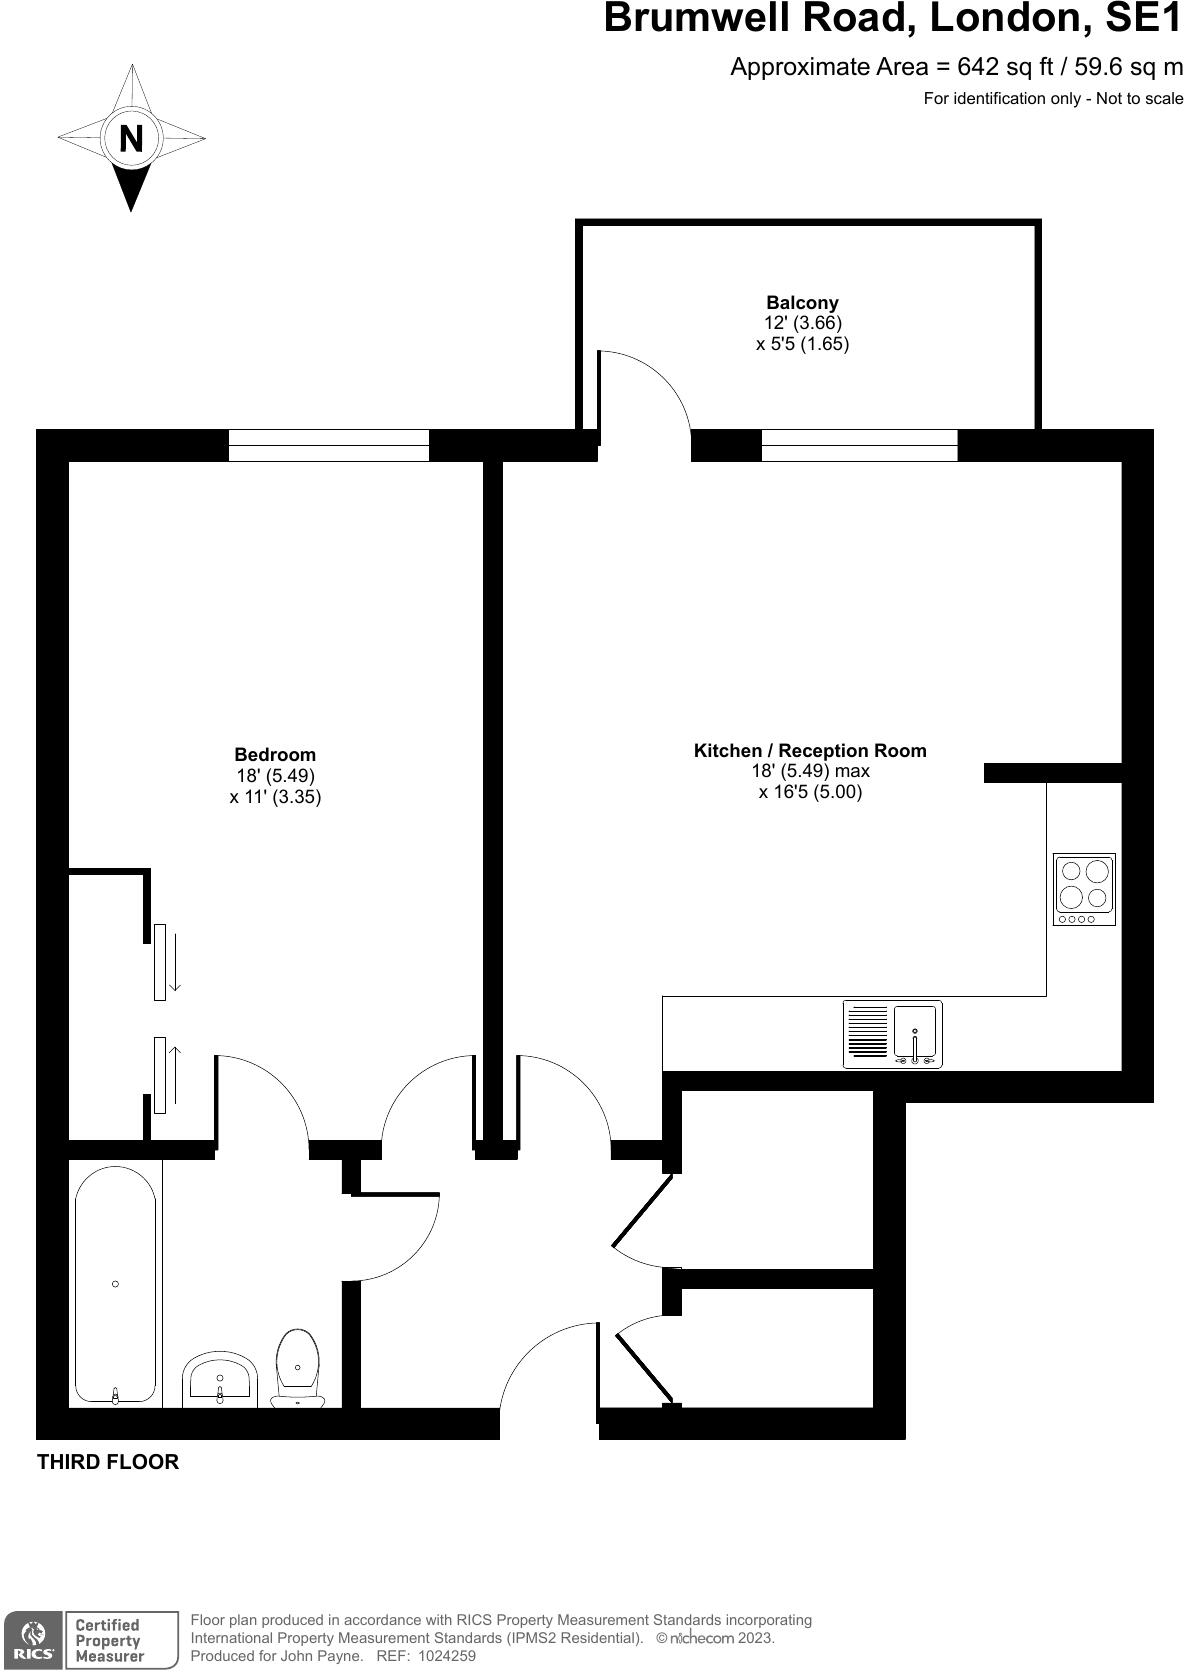 Brumwell Road, London, SE1
Approximate Area = 642 sq ft / 59.6 sq m
For identification only - Not to scale
N
Balcony
12' (3.66)
x 5'5 (1.65)
Bedroom
18' (5.49)
x 11' (3.35)
Kitchen / Reception Room
18' (5.49) max
x 16'5 (5.00)
THIRD FLOOR
RICS
Certified
Property
Measurer
Floor plan produced in accordance with RICS Property Measurement Standards incorporating
International Property Measurement Standards (IPMS2 Residential). © nichecom 2023.
Produced for John Payne. REF: 1024259